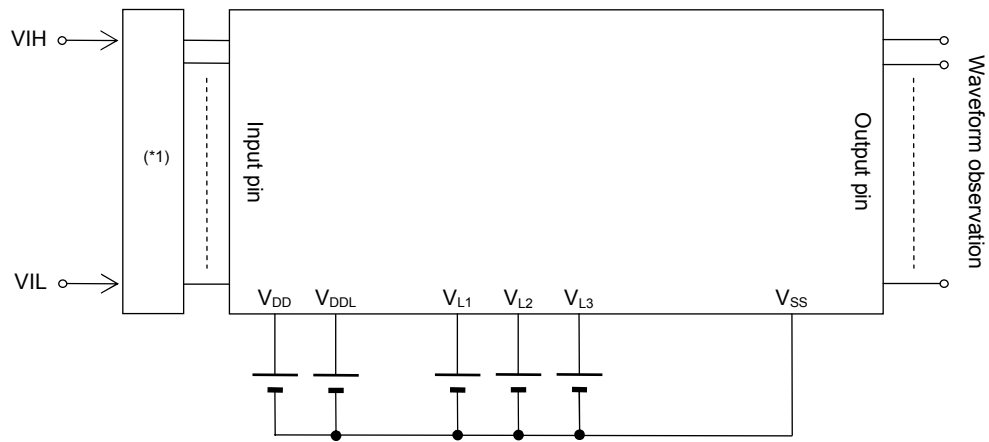 VIH
VIL
(*1)
Input pin
Output pin
Waveform observation
VDD
VDDL
VL1
VL2
VL3
VSS